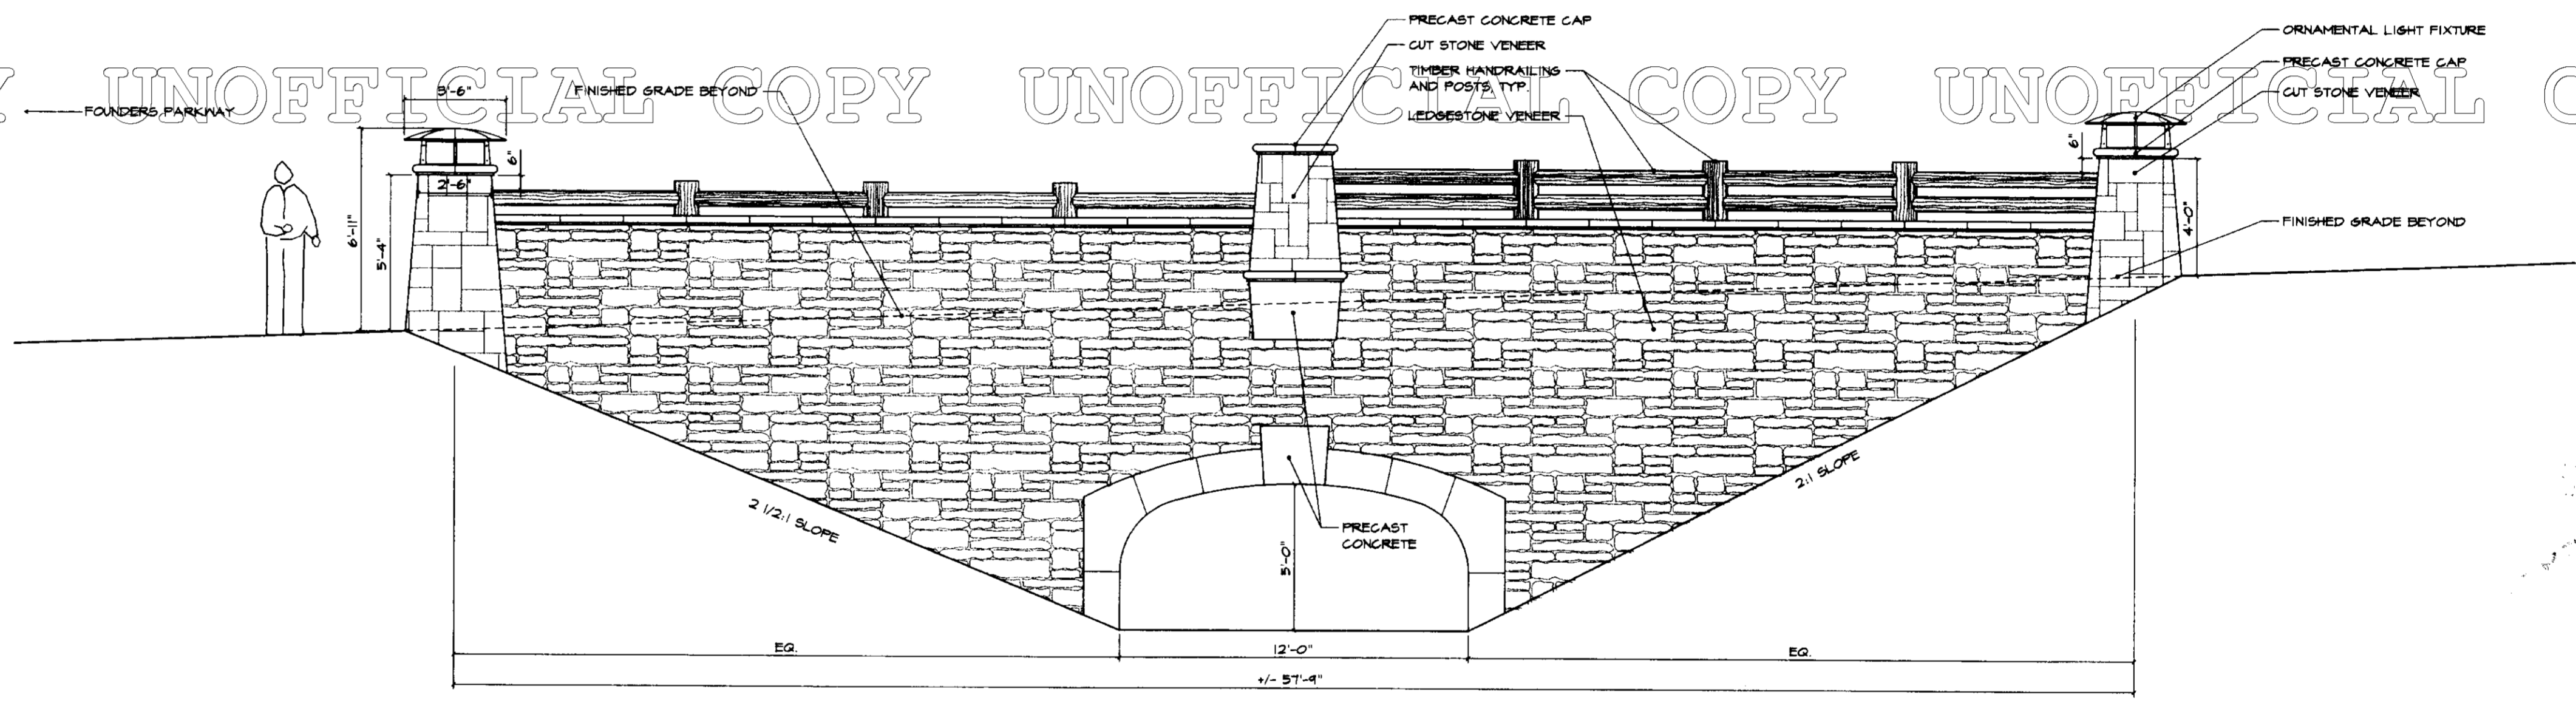 UNOFFICIAL COPY UNOFFICIAL COPY UNOFFICIAL
PRECAST CONCRETE CAP
CUT STONE VENEER
TIMBER HANDRAILING
AND POSTS, TYP.
LEDGESTONE VENEER
ORNAMENTAL LIGHT FIXTURE
PRECAST CONCRETE CAP
CUT STONE VENEER
FINISHED GRADE BEYOND
FOUNDERS PARKWAY
FINISHED GRADE BEYOND
3'-6"
6"
2'-6"
6'-11"
5'-4"
6"
4'-0"
2 1/2:1 SLOPE
2:1 SLOPE
PRECAST
CONCRETE
5'-0"
EQ.
12'-0"
EQ.
+/- 57'-9"